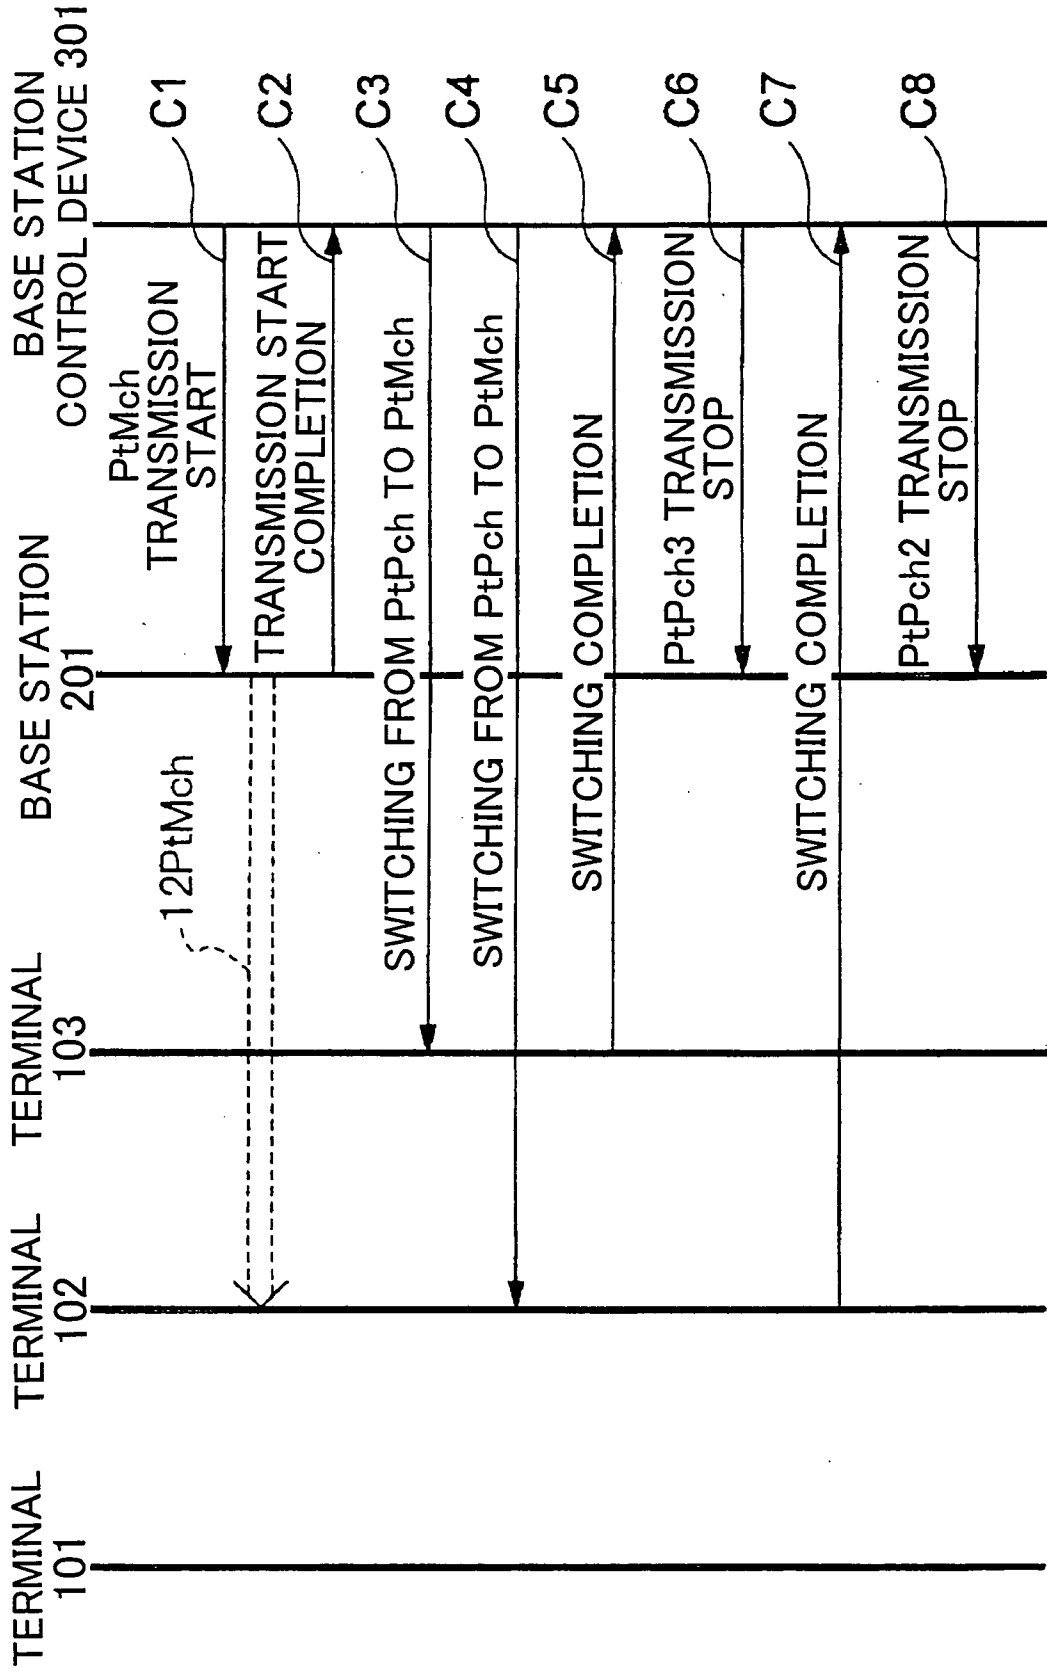 TERMINAL
101
TERMINAL
102
TERMINAL
103
BASE STATION
201
BASE STATION
CONTROL DEVICE 301
PtMch
TRANSMISSION
START
C1
12PtMch
TRANSMISSION START
COMPLETION
C2
SWITCHING FROM PtPch TO PtMch
C3
SWITCHING FROM PtPch TO PtMch
C4
SWITCHING COMPLETION
C5
PtPch3 TRANSMISSION
STOP
C6
SWITCHING COMPLETION
C7
PtPch2 TRANSMISSION
STOP
C8